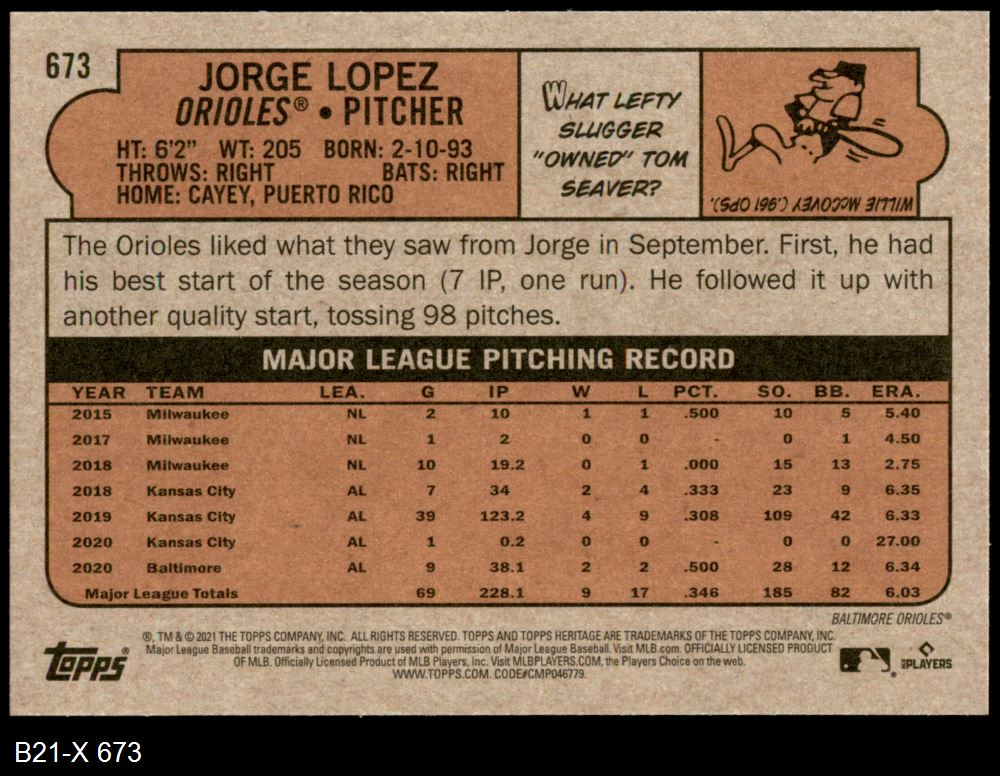 673
JORGE LOPEZ
ORIOLES® • PITCHER
HT: 6'2" WT: 205 BORN: 2-10-93
THROWS: RIGHT BATS: RIGHT
HOME: CAYEY, PUERTO RICO
WHAT LEFTY
SLUGGER
"OWNED" TOM
SEAVER?
WILLIE McCOVEY (.961 OPS).
The Orioles liked what they saw from Jorge in September. First, he had
his best start of the season (7 IP, one run). He followed it up with
another quality start, tossing 98 pitches.
MAJOR LEAGUE PITCHING RECORD
YEAR TEAM LEA. G IP W L PCT. SO. BB. ERA.
2015 Milwaukee NL 2 10 1 1 .500 10 5 5.40
2017 Milwaukee NL 1 2 0 0 - 0 1 4.50
2018 Milwaukee NL 10 19.2 0 1 .000 15 13 2.75
2018 Kansas City AL 7 34 2 4 .333 23 9 6.35
2019 Kansas City AL 39 123.2 4 9 .308 109 42 6.33
2020 Kansas City AL 1 0.2 0 0 - 0 0 27.00
2020 Baltimore AL 9 38.1 2 2 .500 28 12 6.34
Major League Totals 69 228.1 9 17 .346 185 82 6.03
BALTIMORE ORIOLES®
topps®
®, TM & © 2021 THE TOPPS COMPANY, INC. ALL RIGHTS RESERVED. TOPPS AND TOPPS HERITAGE ARE TRADEMARKS OF THE TOPPS COMPANY, INC.
Major League Baseball trademarks and copyrights are used with permission of Major League Baseball. Visit MLB.com. OFFICIALLY LICENSED PRODUCT
OF MLB. Officially Licensed Product of MLB Players, Inc. Visit MLBPLAYERS.COM, the Players Choice on the web.
WWW.TOPPS.COM. CODE#CMP046779.
MLBPLAYERS
B21-X 673